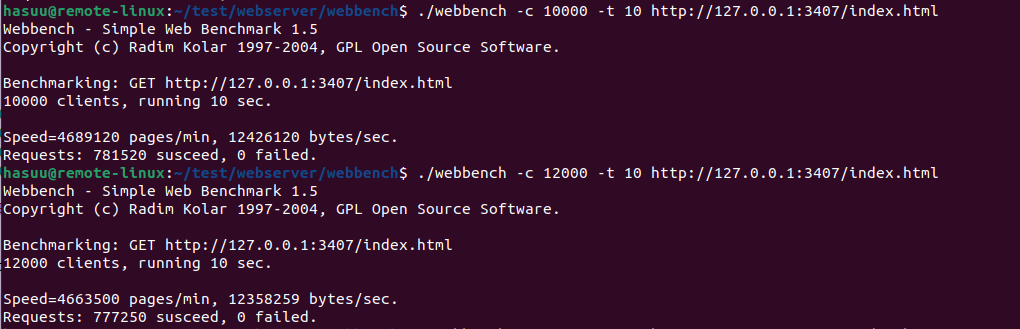 hasuu@remote-linux:~/test/webserver/webbench$ ./webbench -c 10000 -t 10 http://127.0.0.1:3407/index.html
Webbench - Simple Web Benchmark 1.5
Copyright (c) Radim Kolar 1997-2004, GPL Open Source Software.

Benchmarking: GET http://127.0.0.1:3407/index.html
10000 clients, running 10 sec.

Speed=4689120 pages/min, 12426120 bytes/sec.
Requests: 781520 susceed, 0 failed.
hasuu@remote-linux:~/test/webserver/webbench$ ./webbench -c 12000 -t 10 http://127.0.0.1:3407/index.html
Webbench - Simple Web Benchmark 1.5
Copyright (c) Radim Kolar 1997-2004, GPL Open Source Software.

Benchmarking: GET http://127.0.0.1:3407/index.html
12000 clients, running 10 sec.

Speed=4663500 pages/min, 12358259 bytes/sec.
Requests: 777250 susceed, 0 failed.